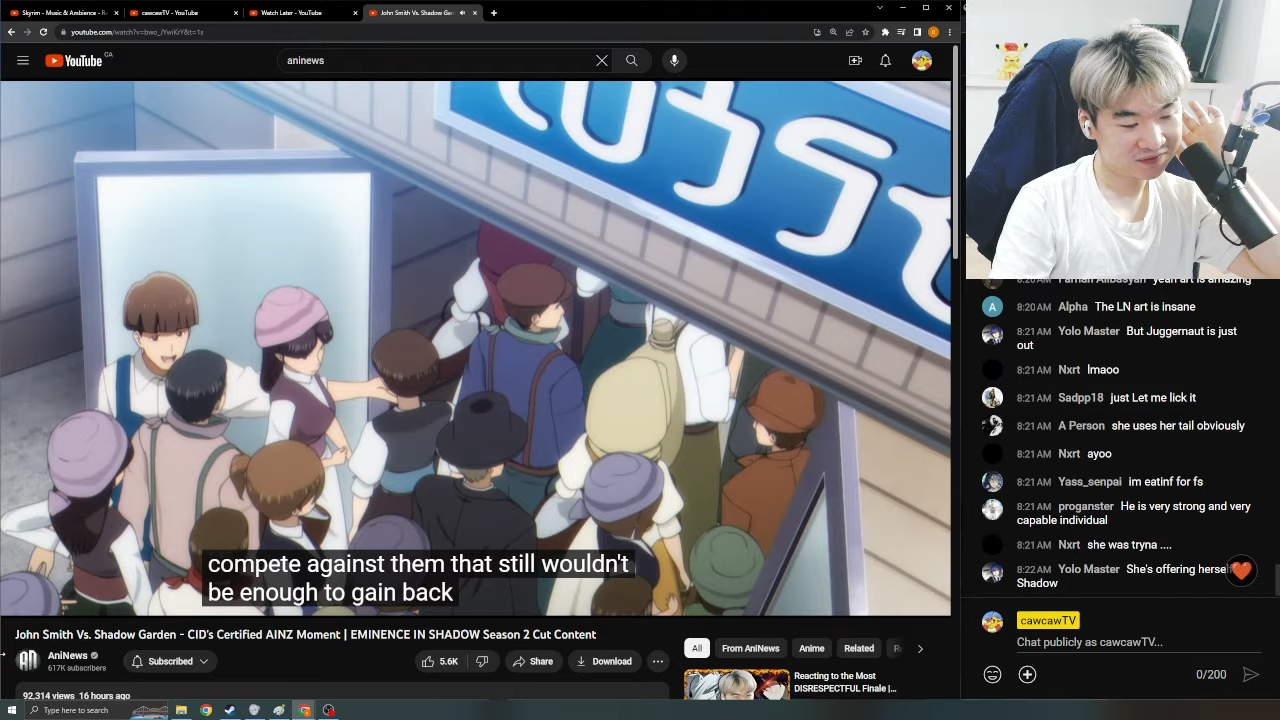 Skyrim - Music & Ambience - R
cawcawTV - YouTube
Watch Later - YouTube
John Smith Vs. Shadow Gar
youtube.com/watch?v=bwo_JYwiKrY&t=1s
YouTube CA
aninews
compete against them that still wouldn't
be enough to gain back
John Smith Vs. Shadow Garden - CID's Certified AINZ Moment | EMINENCE IN SHADOW Season 2 Cut Content
AniNews
617K subscribers
Subscribed
5.6K
Share
Download
92,314 views 16 hours ago
All
From AniNews
Anime
Related
Reacting to the Most
DISRESPECTFUL Finale |...
8:20 AM Farhan Alibasyah yeah art is amazing
8:20 AM Alpha The LN art is insane
8:21 AM Yolo Master But Juggernaut is just
out
8:21 AM Nxrt lmaoo
8:21 AM Sadpp18 just Let me lick it
8:21 AM A Person she uses her tail obviously
8:21 AM Nxrt ayoo
8:21 AM Yass_senpai im eatinf for fs
8:21 AM proganster He is very strong and very
capable individual
8:21 AM Nxrt she was tryna ....
8:22 AM Yolo Master She's offering herse
Shadow
cawcawTV
Chat publicly as cawcawTV...
0/200
Type here to search